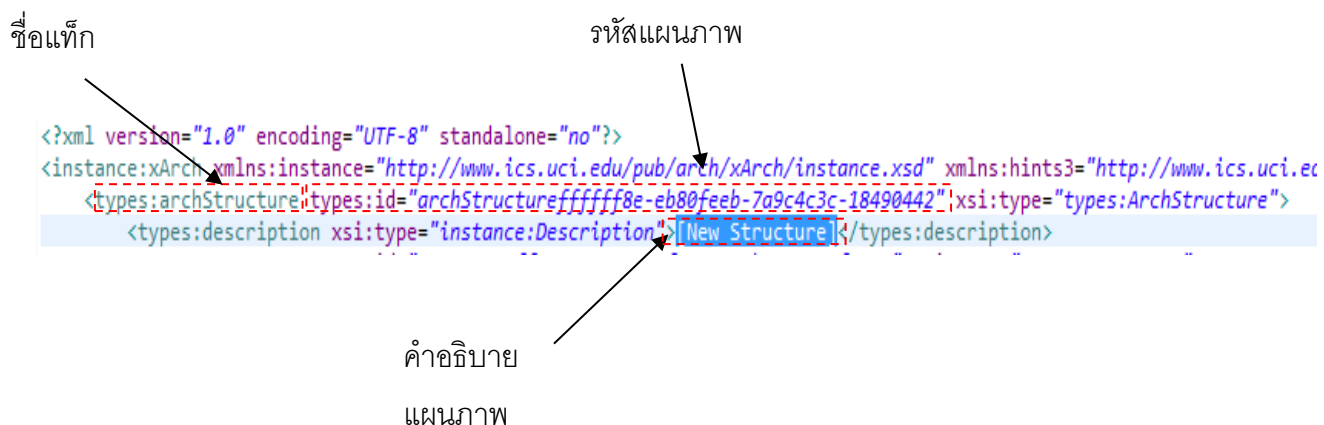 ชื่อแท็ก
รหัสแผนภาพ
<?xml version="1.0" encoding="UTF-8" standalone="no"?>
<instance:xArch xmlns:instance="http://www.ics.uci.edu/pub/arch/xArch/instance.xsd" xmlns:hints3="http://www.ics.uci.ed
<types:archStructure types:id="archStructureffffff8e-eb80feeb-7a9c4c3c-18490442" xsi:type="types:ArchStructure">
<types:description xsi:type="instance:Description">[New Structure]</types:description>
คำอธิบาย
แผนภาพ